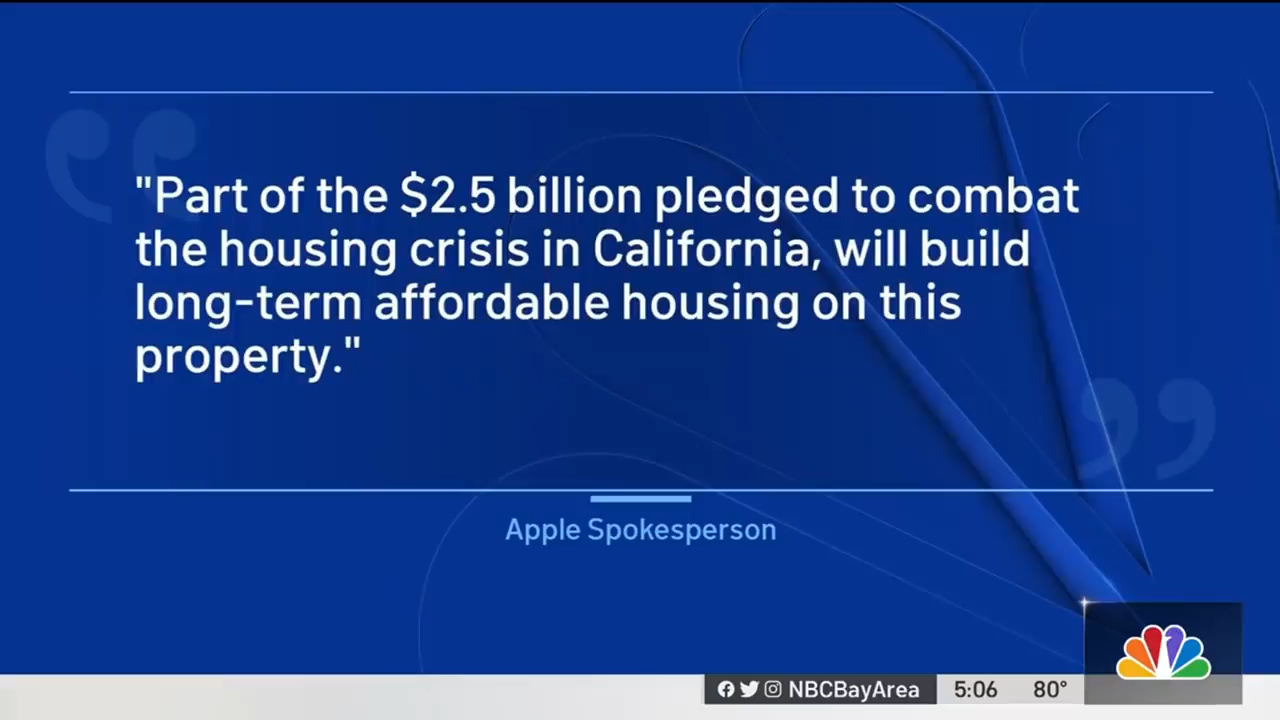 "Part of the $2.5 billion pledged to combat
the housing crisis in California, will build
long-term affordable housing on this
property."
Apple Spokesperson
NBCBayArea
5:06
80°